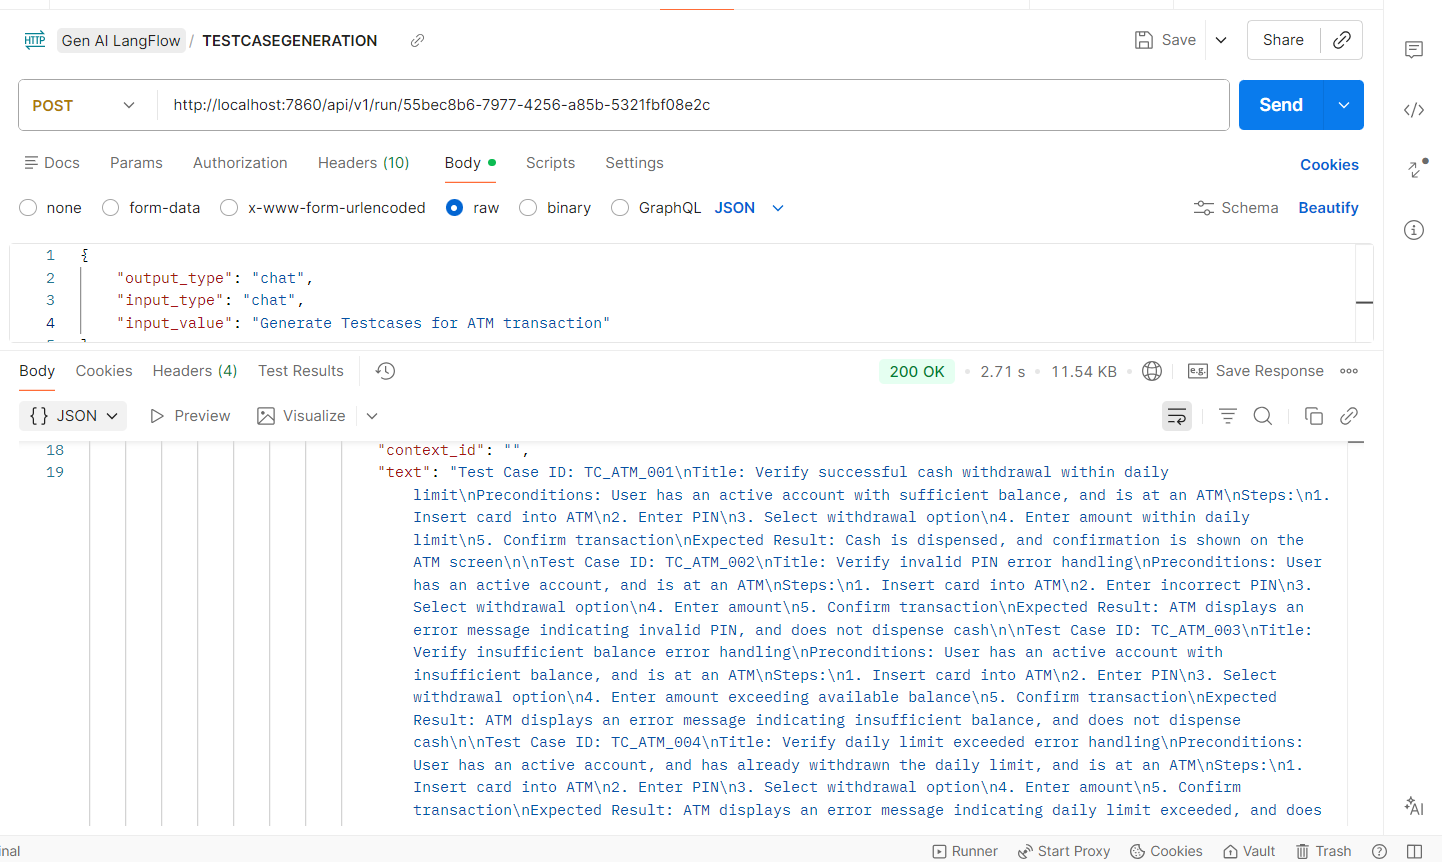 HTTP Gen AI LangFlow / TESTCASEGENERATION Save Share
POST http://localhost:7860/api/v1/run/55bec8b6-7977-4256-a85b-5321fbf08e2c Send
Docs Params Authorization Headers (10) Body Scripts Settings Cookies
none form-data x-www-form-urlencoded raw binary GraphQL JSON Schema Beautify
1 {
2 "output_type": "chat",
3 "input_type": "chat",
4 "input_value": "Generate Testcases for ATM transaction"
Body Cookies Headers (4) Test Results 200 OK • 2.71 s • 11.54 KB • e.g. Save Response
{} JSON Preview Visualize
18 "context_id": "",
19 "text": "Test Case ID: TC_ATM_001\nTitle: Verify successful cash withdrawal within daily
limit\nPreconditions: User has an active account with sufficient balance, and is at an ATM\nSteps:\n1.
Insert card into ATM\n2. Enter PIN\n3. Select withdrawal option\n4. Enter amount within daily
limit\n5. Confirm transaction\nExpected Result: Cash is dispensed, and confirmation is shown on the
ATM screen\n\nTest Case ID: TC_ATM_002\nTitle: Verify invalid PIN error handling\nPreconditions: User
has an active account, and is at an ATM\nSteps:\n1. Insert card into ATM\n2. Enter incorrect PIN\n3.
Select withdrawal option\n4. Enter amount\n5. Confirm transaction\nExpected Result: ATM displays an
error message indicating invalid PIN, and does not dispense cash\n\nTest Case ID: TC_ATM_003\nTitle:
Verify insufficient balance error handling\nPreconditions: User has an active account with
insufficient balance, and is at an ATM\nSteps:\n1. Insert card into ATM\n2. Enter PIN\n3. Select
withdrawal option\n4. Enter amount exceeding available balance\n5. Confirm transaction\nExpected
Result: ATM displays an error message indicating insufficient balance, and does not dispense
cash\n\nTest Case ID: TC_ATM_004\nTitle: Verify daily limit exceeded error handling\nPreconditions:
User has an active account, and has already withdrawn the daily limit, and is at an ATM\nSteps:\n1.
Insert card into ATM\n2. Enter PIN\n3. Select withdrawal option\n4. Enter amount\n5. Confirm
transaction\nExpected Result: ATM displays an error message indicating daily limit exceeded, and does
AI
Runner Start Proxy Cookies Vault Trash